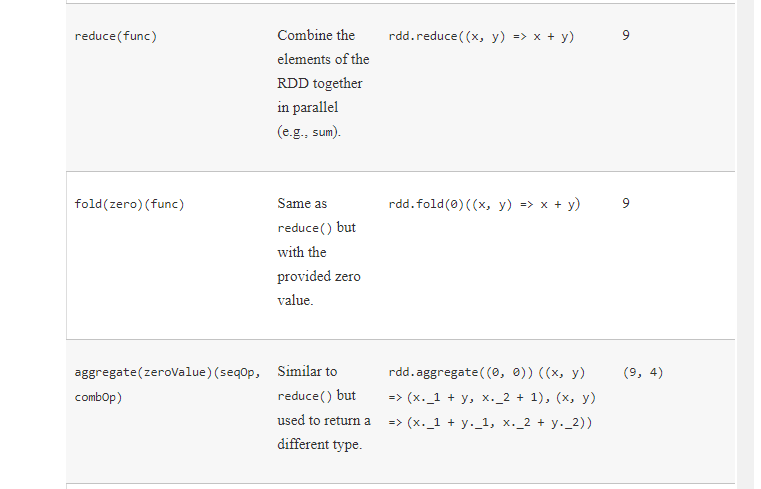 reduce(func) Combine the rdd.reduce((x, y) => x + y) 9
elements of the
RDD together
in parallel
(e.g., sum).
fold(zero)(func) Same as rdd.fold(0)((x, y) => x + y) 9
reduce() but
with the
provided zero
value.
aggregate(zeroValue)(seqOp, Similar to rdd.aggregate((0, 0)) ((x, y) (9, 4)
combOp) reduce() but => (x._1 + y, x._2 + 1), (x, y)
used to return a => (x._1 + y._1, x._2 + y._2))
different type.